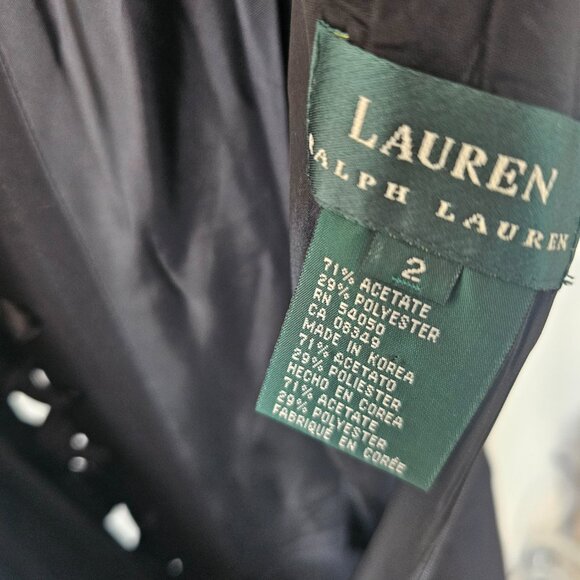 LAUREN
RALPH LAUREN
2
71% ACETATE
29% POLYESTER
RN 54050
CA 08349
MADE IN KOREA
71% ACETATO
29% POLIESTER
HECHO EN COREA
71% ACETATE
29% POLYESTER
FABRIQUÉ EN CORÉE